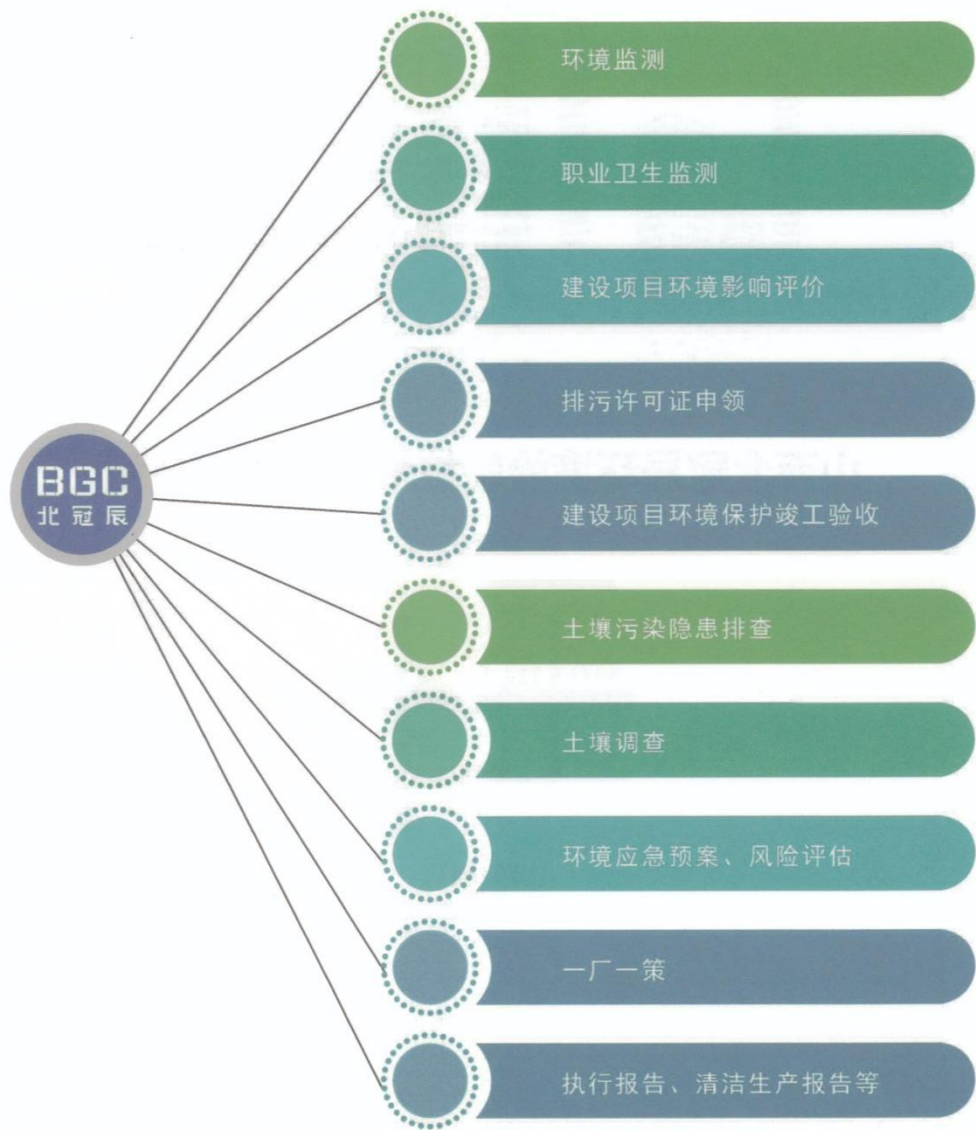 环境监测
职业卫生监测
建设项目环境影响评价
排污许可证申领
BGC
北冠辰
建设项目环境保护竣工验收
土壤污染隐患排查
土壤调查
环境应急预案、风险评估
一厂一策
执行报告、清洁生产报告等